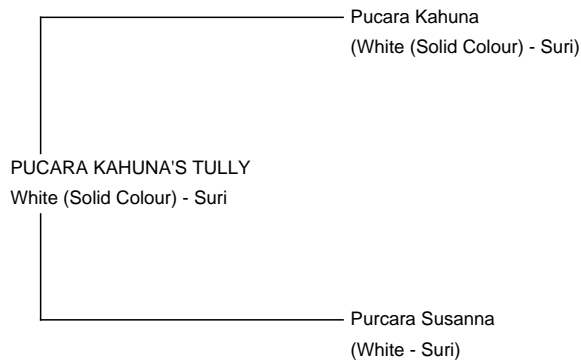 Pucara Kahuna
(White (Solid Colour) - Suri)
PUCARA KAHUNA'S TULLY
White (Solid Colour) - Suri
Purcara Susanna
(White - Suri)